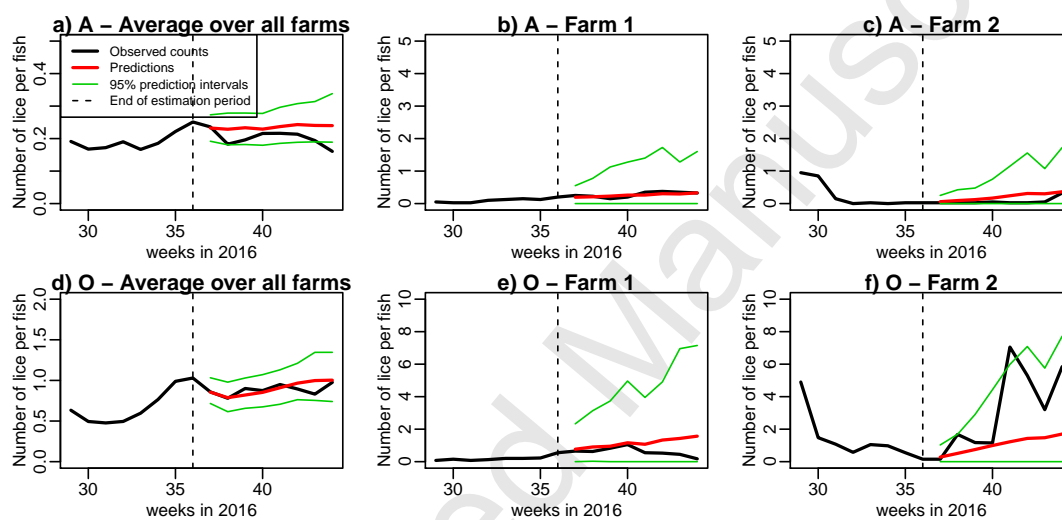 a) A – Average over all farms
b) A – Farm 1
c) A – Farm 2
Number of lice per fish
0.0 0.2 0.4
Observed counts
Predictions
95% prediction intervals
End of estimation period
30 35 40
weeks in 2016
Number of lice per fish
0 1 2 3 4 5
30 35 40
weeks in 2016
Number of lice per fish
0 1 2 3 4 5
30 35 40
weeks in 2016
d) O – Average over all farms
e) O – Farm 1
f) O – Farm 2
Number of lice per fish
0.0 0.5 1.0 1.5 2.0
30 35 40
weeks in 2016
Number of lice per fish
0 2 4 6 8 10
30 35 40
weeks in 2016
Number of lice per fish
0 2 4 6 8 10
30 35 40
weeks in 2016
ed Manusc